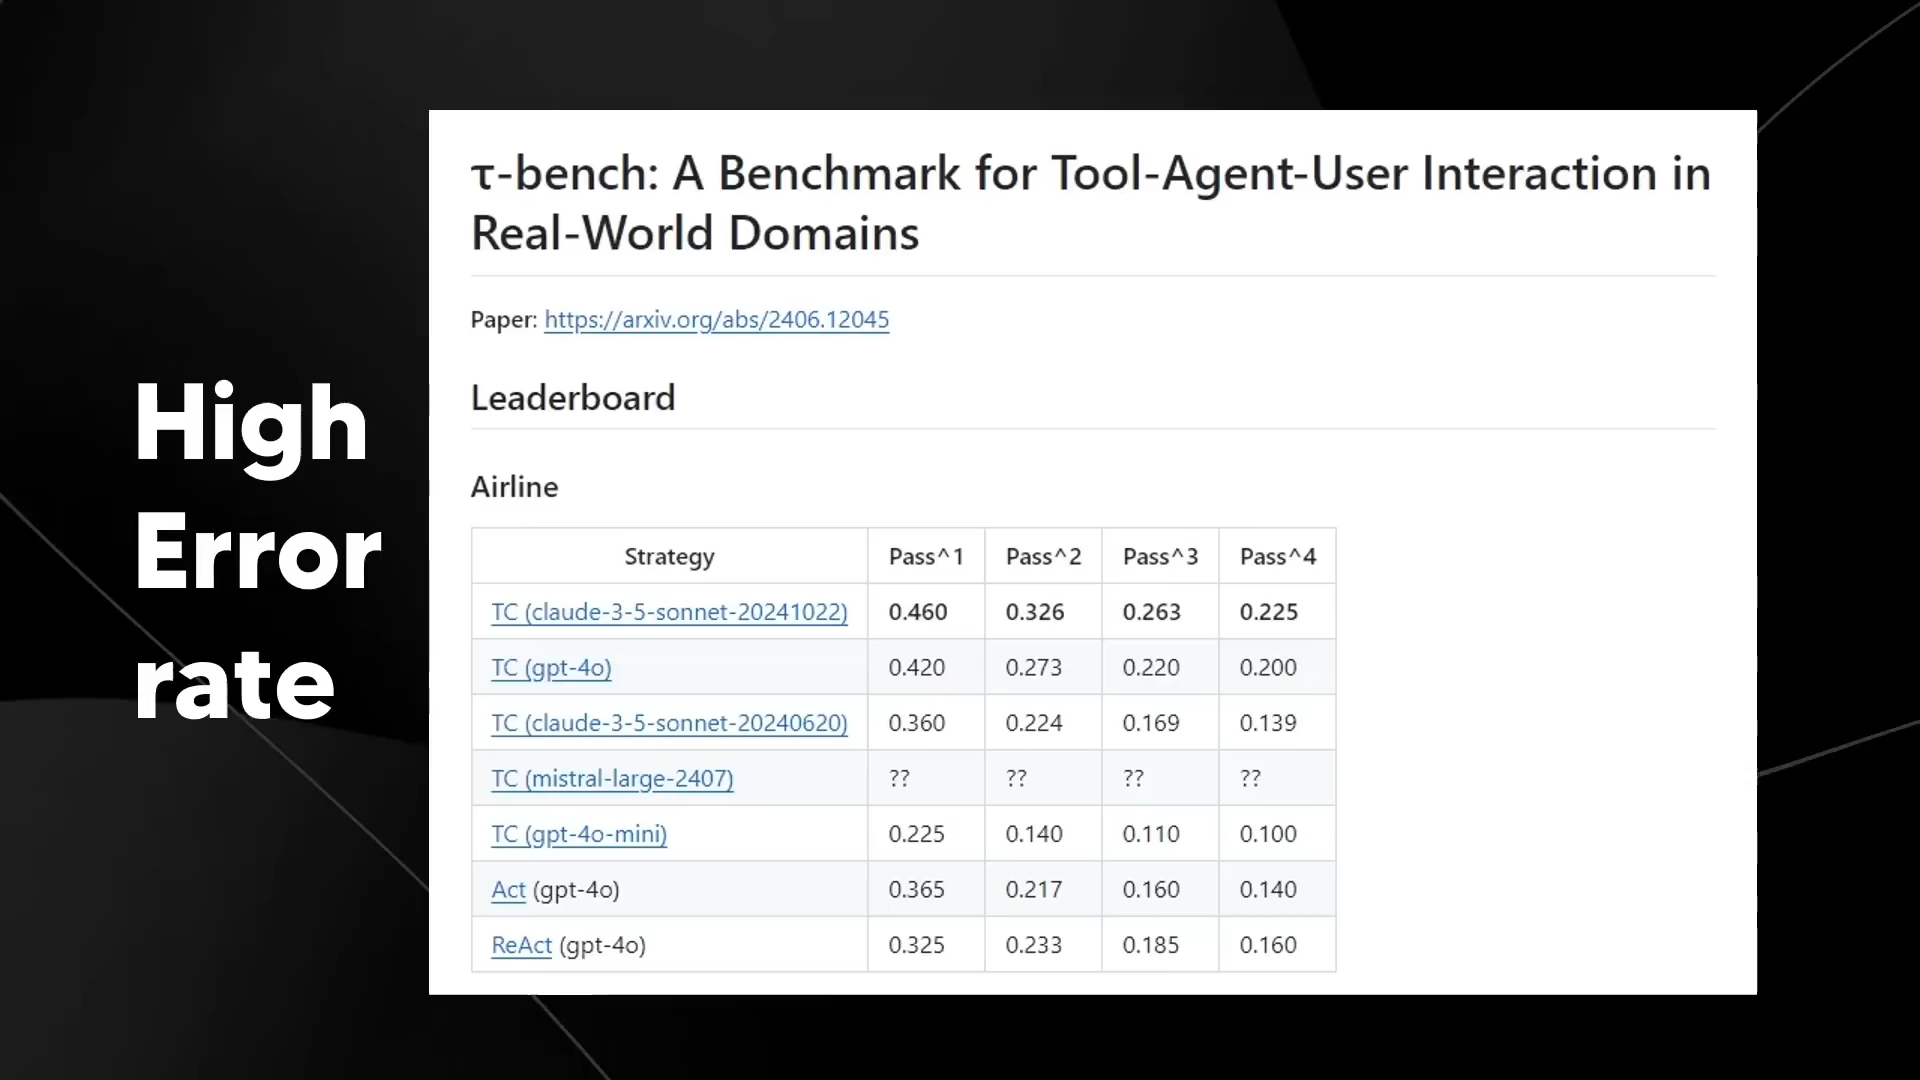 High
Error
rate
τ-bench: A Benchmark for Tool-Agent-User Interaction in
Real-World Domains
Paper: https://arxiv.org/abs/2406.12045
Leaderboard
Airline
Strategy Pass^1 Pass^2 Pass^3 Pass^4
TC (claude-3-5-sonnet-20241022) 0.460 0.326 0.263 0.225
TC (gpt-4o) 0.420 0.273 0.220 0.200
TC (claude-3-5-sonnet-20240620) 0.360 0.224 0.169 0.139
TC (mistral-large-2407) ?? ?? ?? ??
TC (gpt-4o-mini) 0.225 0.140 0.110 0.100
Act (gpt-4o) 0.365 0.217 0.160 0.140
ReAct (gpt-4o) 0.325 0.233 0.185 0.160